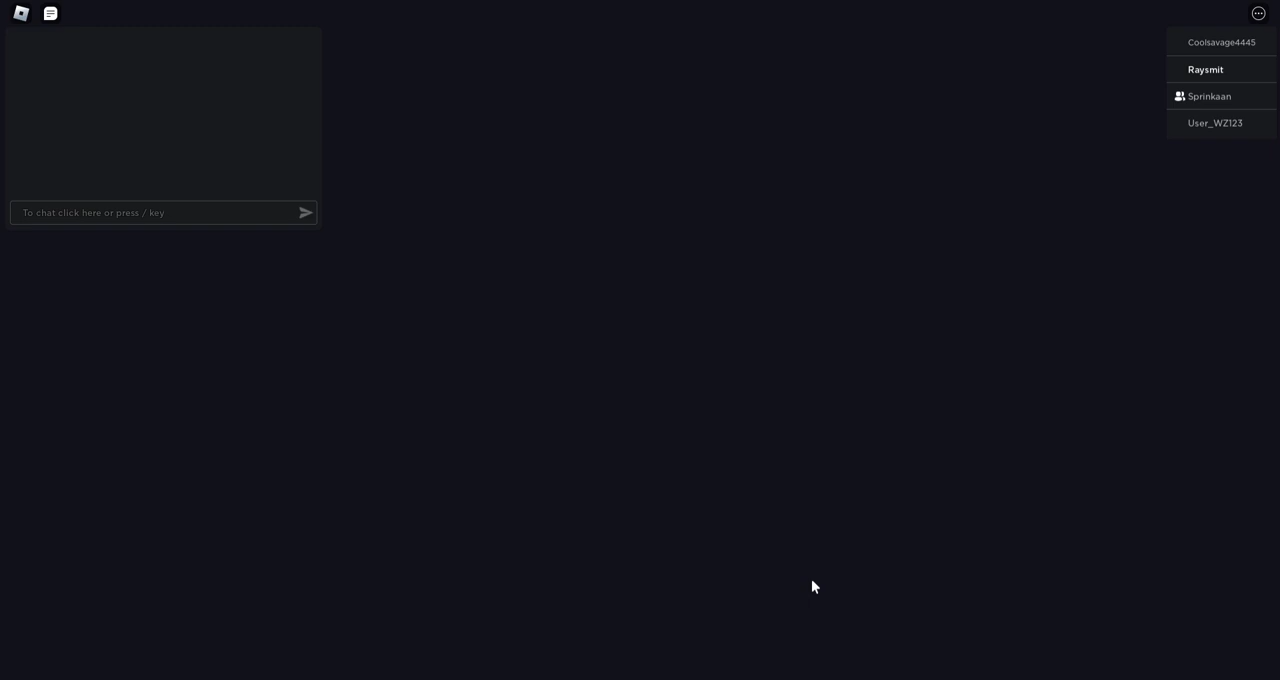 Coolsavage4445
Raysmit
Sprinkaan
User_WZ123
To chat click here or press / key